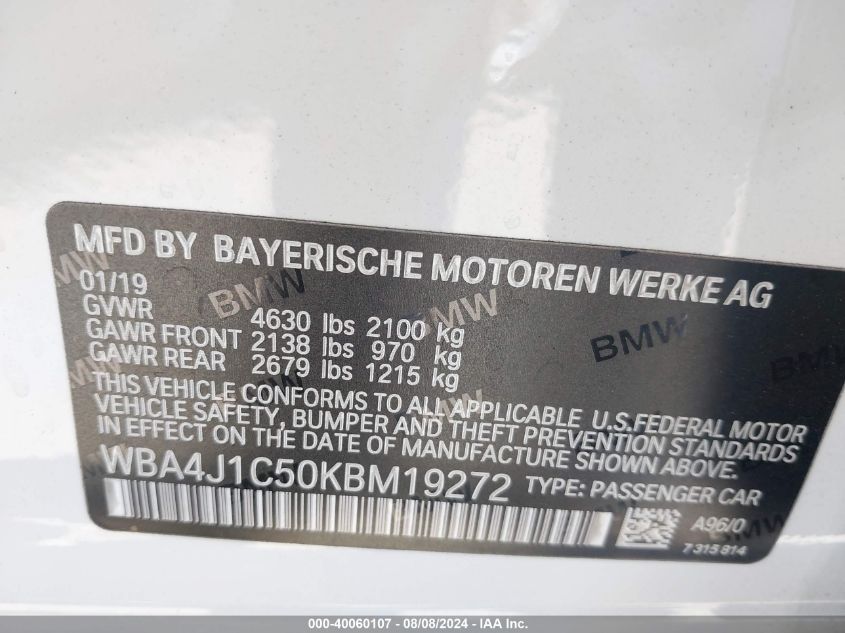 MFD BY BAYERISCHE MOTOREN WERKE AG
01/19
GVWR 4630 lbs 2100 kg
GAWR FRONT 2138 lbs 970 kg
GAWR REAR 2679 lbs 1215 kg
THIS VEHICLE CONFORMS TO ALL APPLICABLE U.S.FEDERAL MOTOR
VEHICLE SAFETY, BUMPER AND THEFT PREVENTION STANDARDS
IN EFFECT ON THE DATE OF MANUFACTURE SHOWN ABOVE.
WBA4J1C50KBM19272 TYPE: PASSENGER CAR
A96/0
7 315 814
BMW
BMW
BMW
BMW
000-40060107 - 08/08/2024 - IAA Inc.